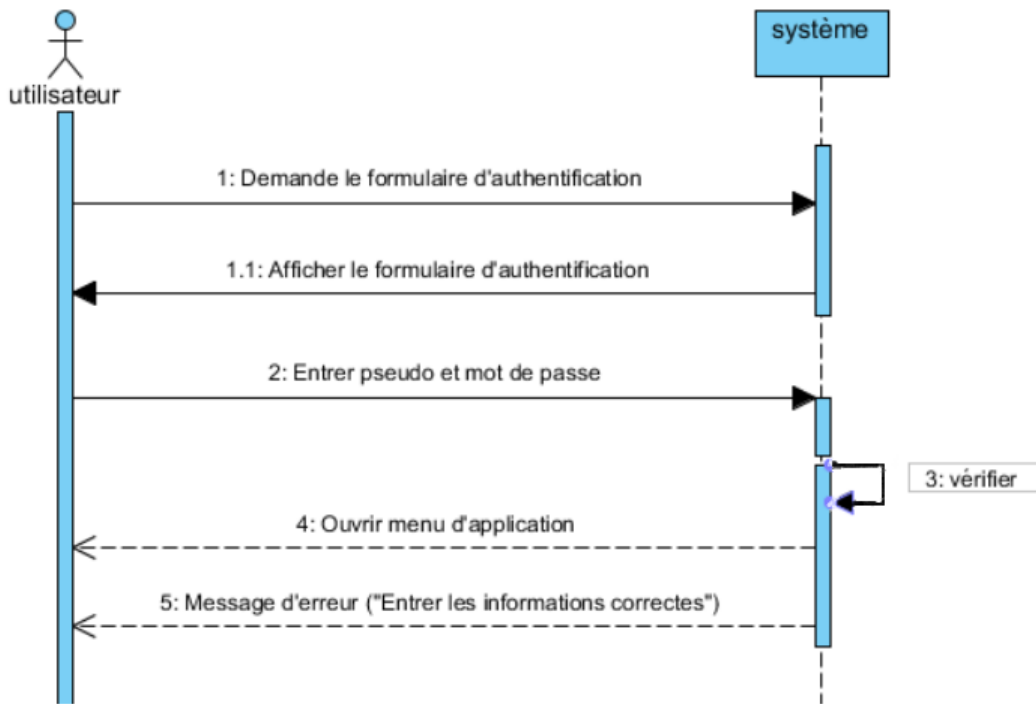 utilisateur
système
1: Demande le formulaire d'authentification
1.1: Afficher le formulaire d'authentification
2: Entrer pseudo et mot de passe
3: vérifier
4: Ouvrir menu d'application
5: Message d'erreur ("Entrer les informations correctes")